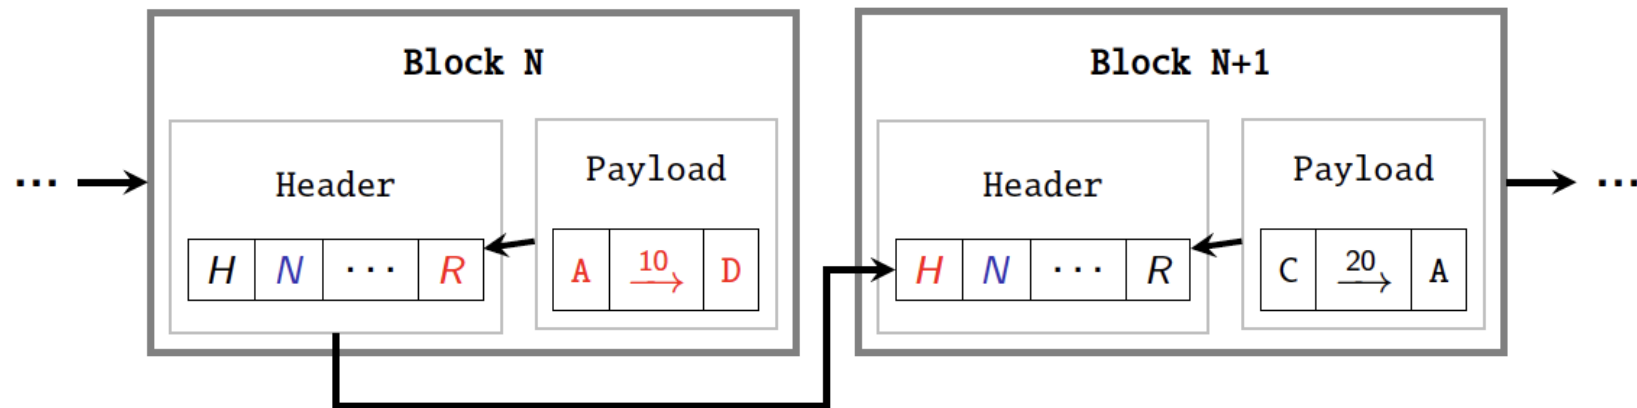 Block N
Block N+1
Header
Payload
Header
Payload
... 
H N ... R
A 10 → D
H N ... R
C 20 → A
...